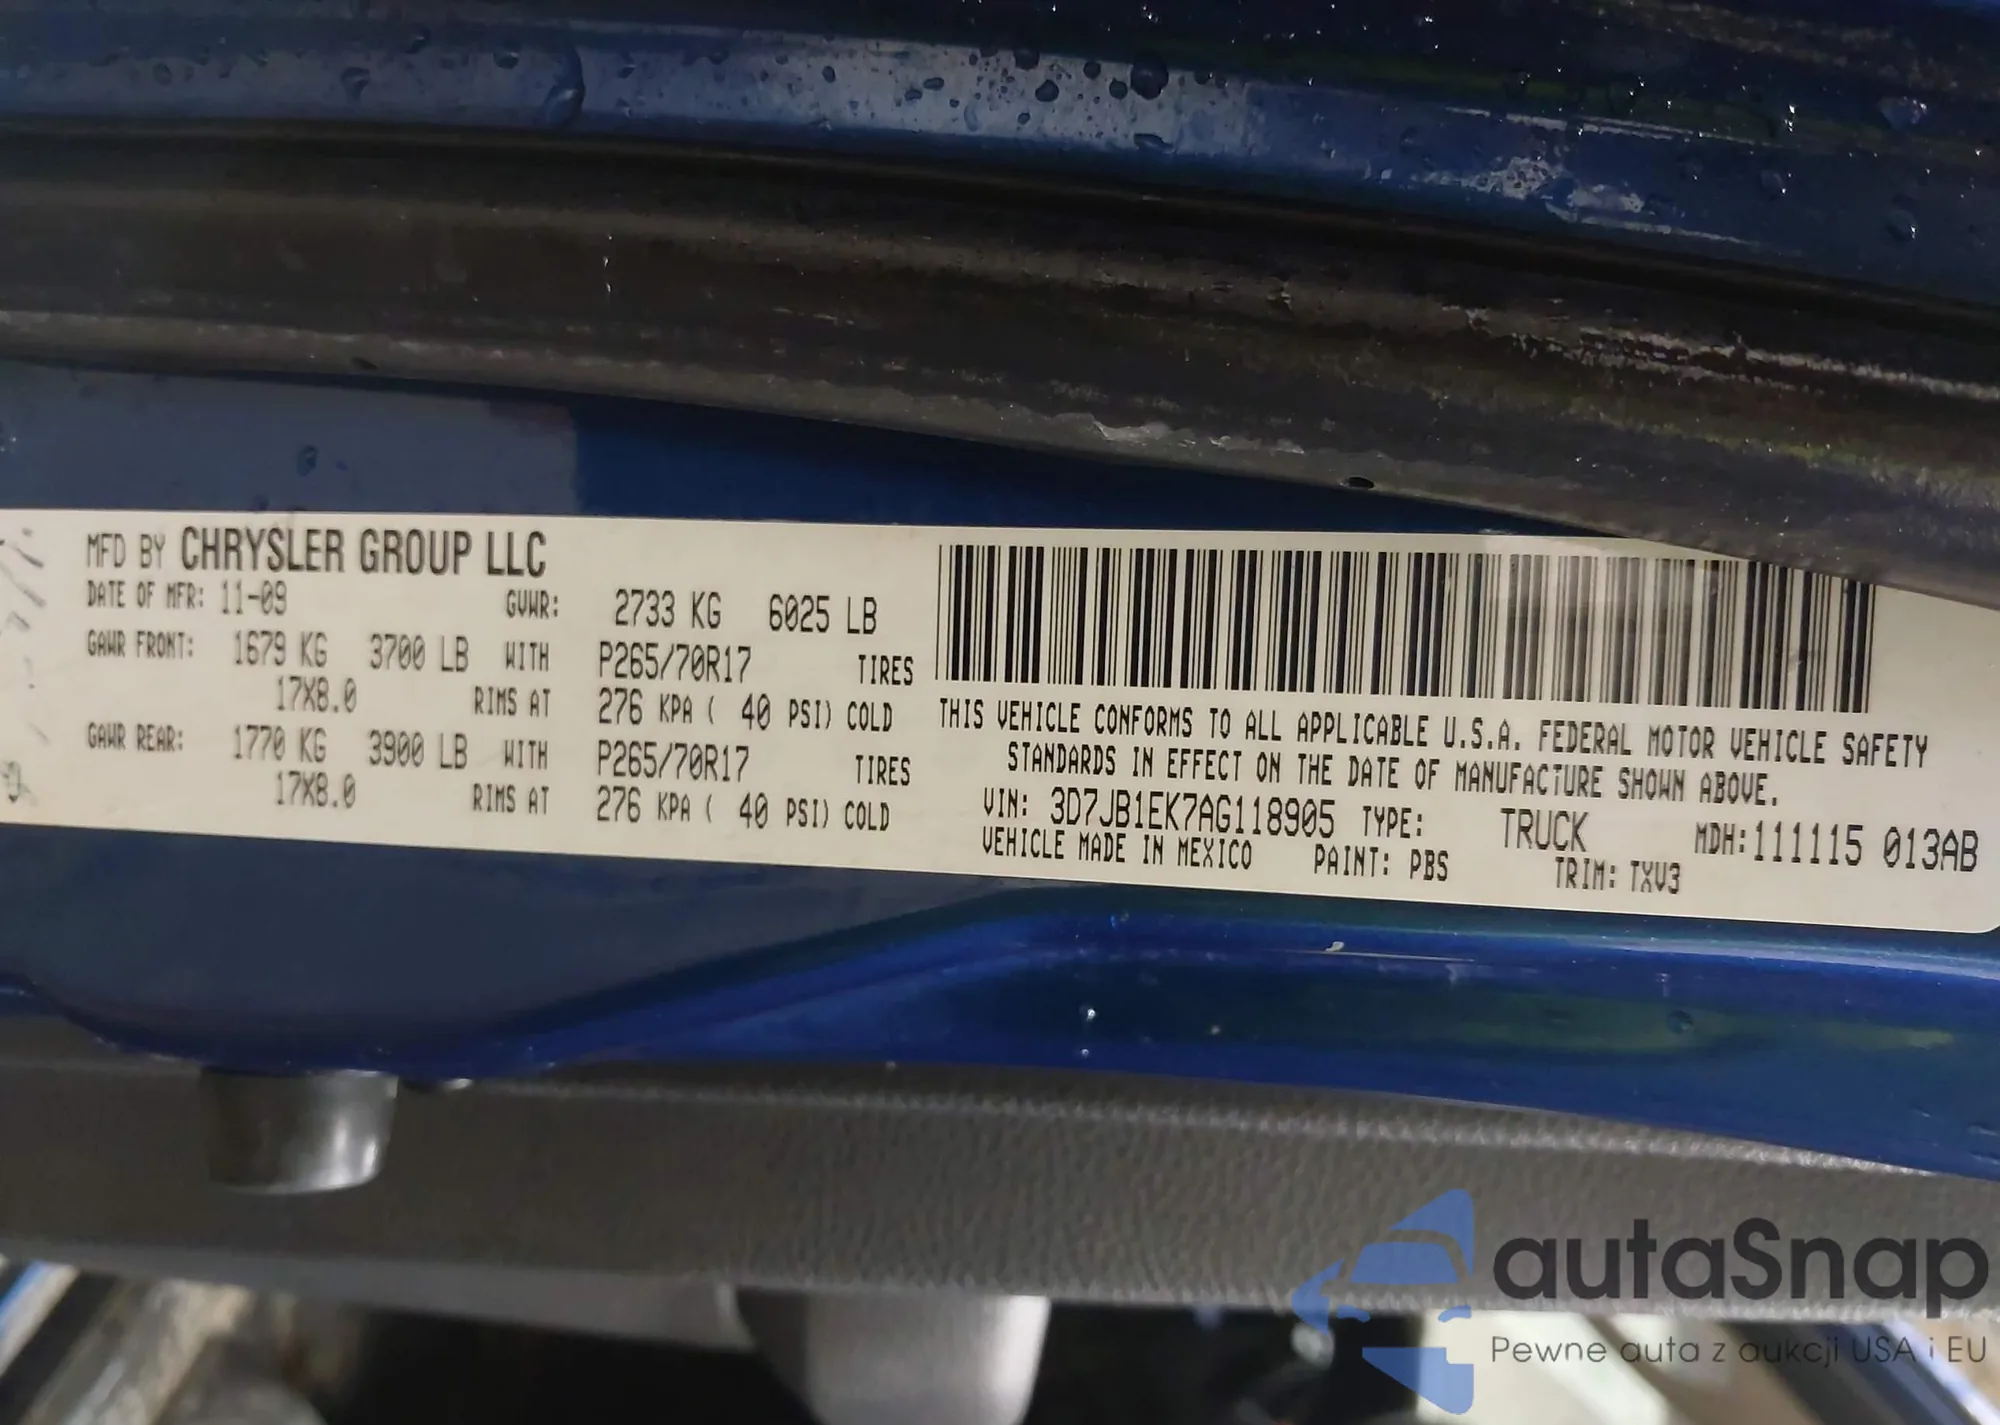 MFD BY CHRYSLER GROUP LLC
DATE OF MFR: 11-09 GVWR: 2733 KG 6025 LB
GAWR FRONT: 1679 KG 3700 LB WITH P265/70R17 TIRES
17X8.0 RIMS AT 276 KPA ( 40 PSI) COLD
GAWR REAR: 1770 KG 3900 LB WITH P265/70R17 TIRES
17X8.0 RIMS AT 276 KPA ( 40 PSI) COLD
THIS VEHICLE CONFORMS TO ALL APPLICABLE U.S.A. FEDERAL MOTOR VEHICLE SAFETY
STANDARDS IN EFFECT ON THE DATE OF MANUFACTURE SHOWN ABOVE.
VIN: 3D7JB1EK7AG118905 TYPE: TRUCK MDH: 111115 013AB
VEHICLE MADE IN MEXICO PAINT: PBS TRIM: TXV3
autaSnap
Pewne auta z aukcji USA i EU